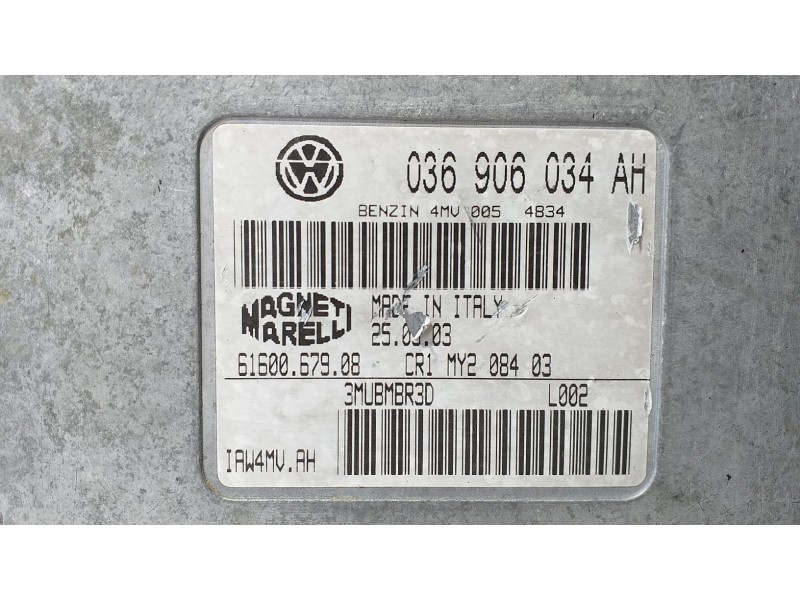 036 906 034 AH
BENZIN 4MV 005 4834
MAGNETI MARELLI
MADE IN ITALY
61600.679.08 CR1 MY2 084 03
3MUBMBR3D L002
IAW4MV.AH